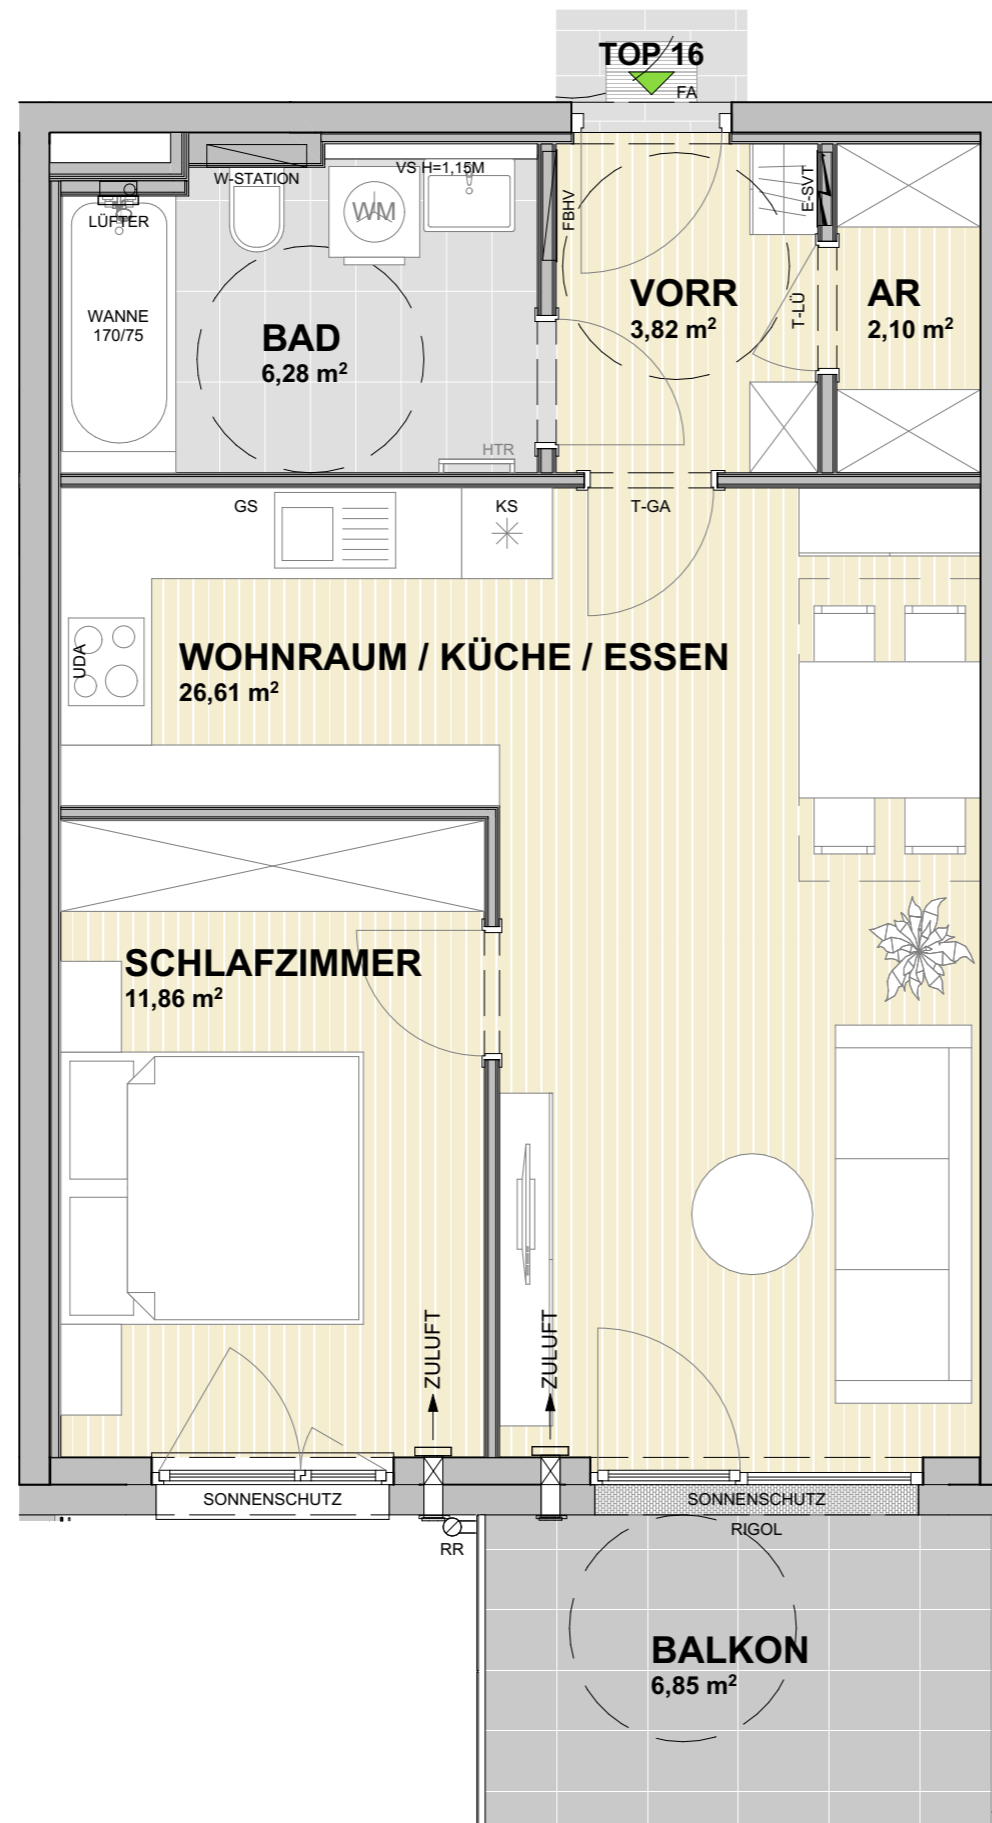 TOP 16
FA
W-STATION
VS H=1,15M
LÜFTER
WM
FBHV
E-SVT
WANNE
170/75
BAD
6,28 m²
VORR
3,82 m²
T-LÜ
AR
2,10 m²
HTR
GS
KS
T-GA
UDA
WOHNRAUM / KÜCHE / ESSEN
26,61 m²
SCHLAFZIMMER
11,86 m²
ZULUFT
ZULUFT
SONNENSCHUTZ
SONNENSCHUTZ
RIGOL
RR
BALKON
6,85 m²